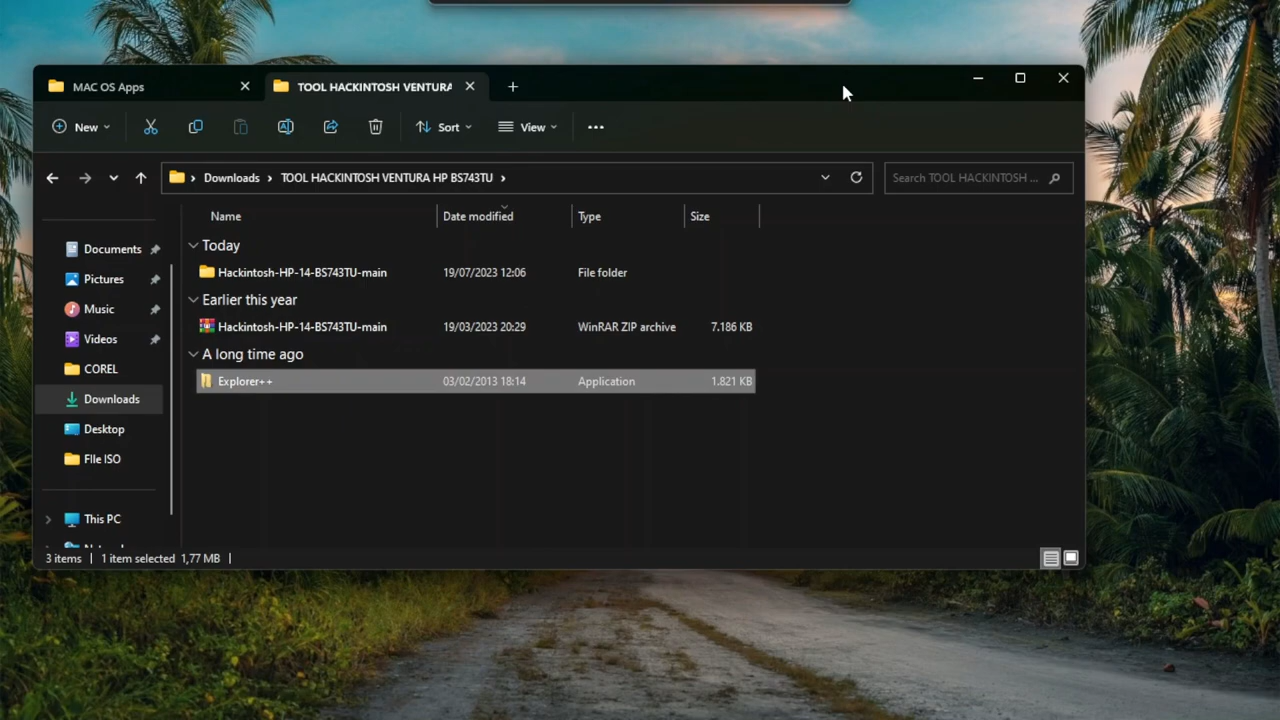 MAC OS Apps
TOOL HACKINTOSH VENTURA
New
Sort
View
Downloads
TOOL HACKINTOSH VENTURA HP BS743TU
Search TOOL HACKINTOSH ...
Name
Date modified
Type
Size
Documents
Pictures
Music
Videos
COREL
Downloads
Desktop
FIle ISO
This PC
Today
Hackintosh-HP-14-BS743TU-main 19/07/2023 12:06 File folder
Earlier this year
Hackintosh-HP-14-BS743TU-main 19/03/2023 20:29 WinRAR ZIP archive 7.186 KB
A long time ago
Explorer++ 03/02/2013 18:14 Application 1.821 KB
3 items
1 item selected 1,77 MB